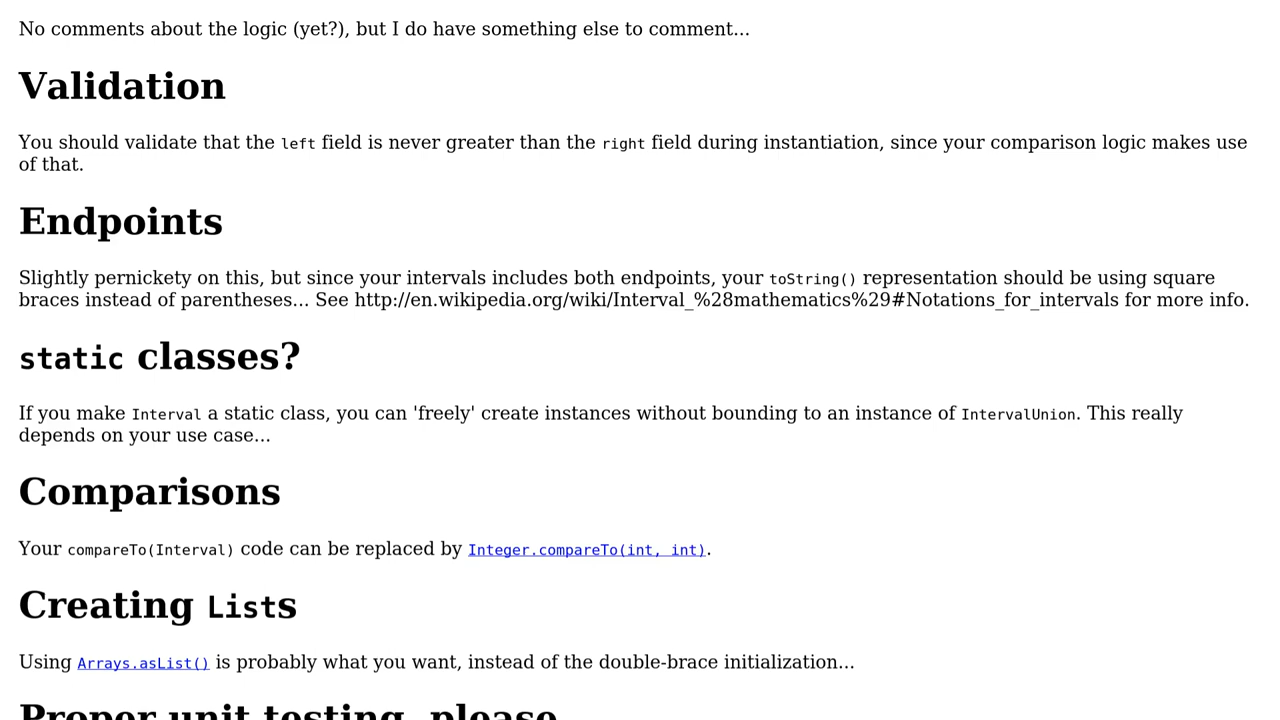 No comments about the logic (yet?), but I do have something else to comment...
Validation
You should validate that the left field is never greater than the right field during instantiation, since your comparison logic makes use
of that.
Endpoints
Slightly pernickety on this, but since your intervals includes both endpoints, your toString() representation should be using square
braces instead of parentheses... See http://en.wikipedia.org/wiki/Interval_%28mathematics%29#Notations_for_intervals for more info.
static classes?
If you make Interval a static class, you can 'freely' create instances without bounding to an instance of IntervalUnion. This really
depends on your use case...
Comparisons
Your compareTo(Interval) code can be replaced by Integer.compareTo(int, int).
Creating Lists
Using Arrays.asList() is probably what you want, instead of the double-brace initialization...
Proper unit testing, please